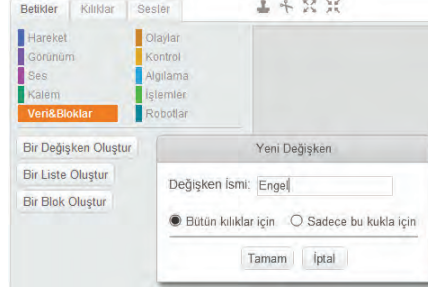 Betikler Kılıklar Sesler
Hareket Olaylar
Görünüm Kontrol
Ses Algılama
Kalem İşlemler
Veri&Bloklar Robotlar
Bir Değişken Oluştur
Bir Liste Oluştur
Bir Blok Oluştur
Yeni Değişken
Değişken İsmi: Engel
Bütün kılıklar için Sadece bu kukla için
Tamam İptal